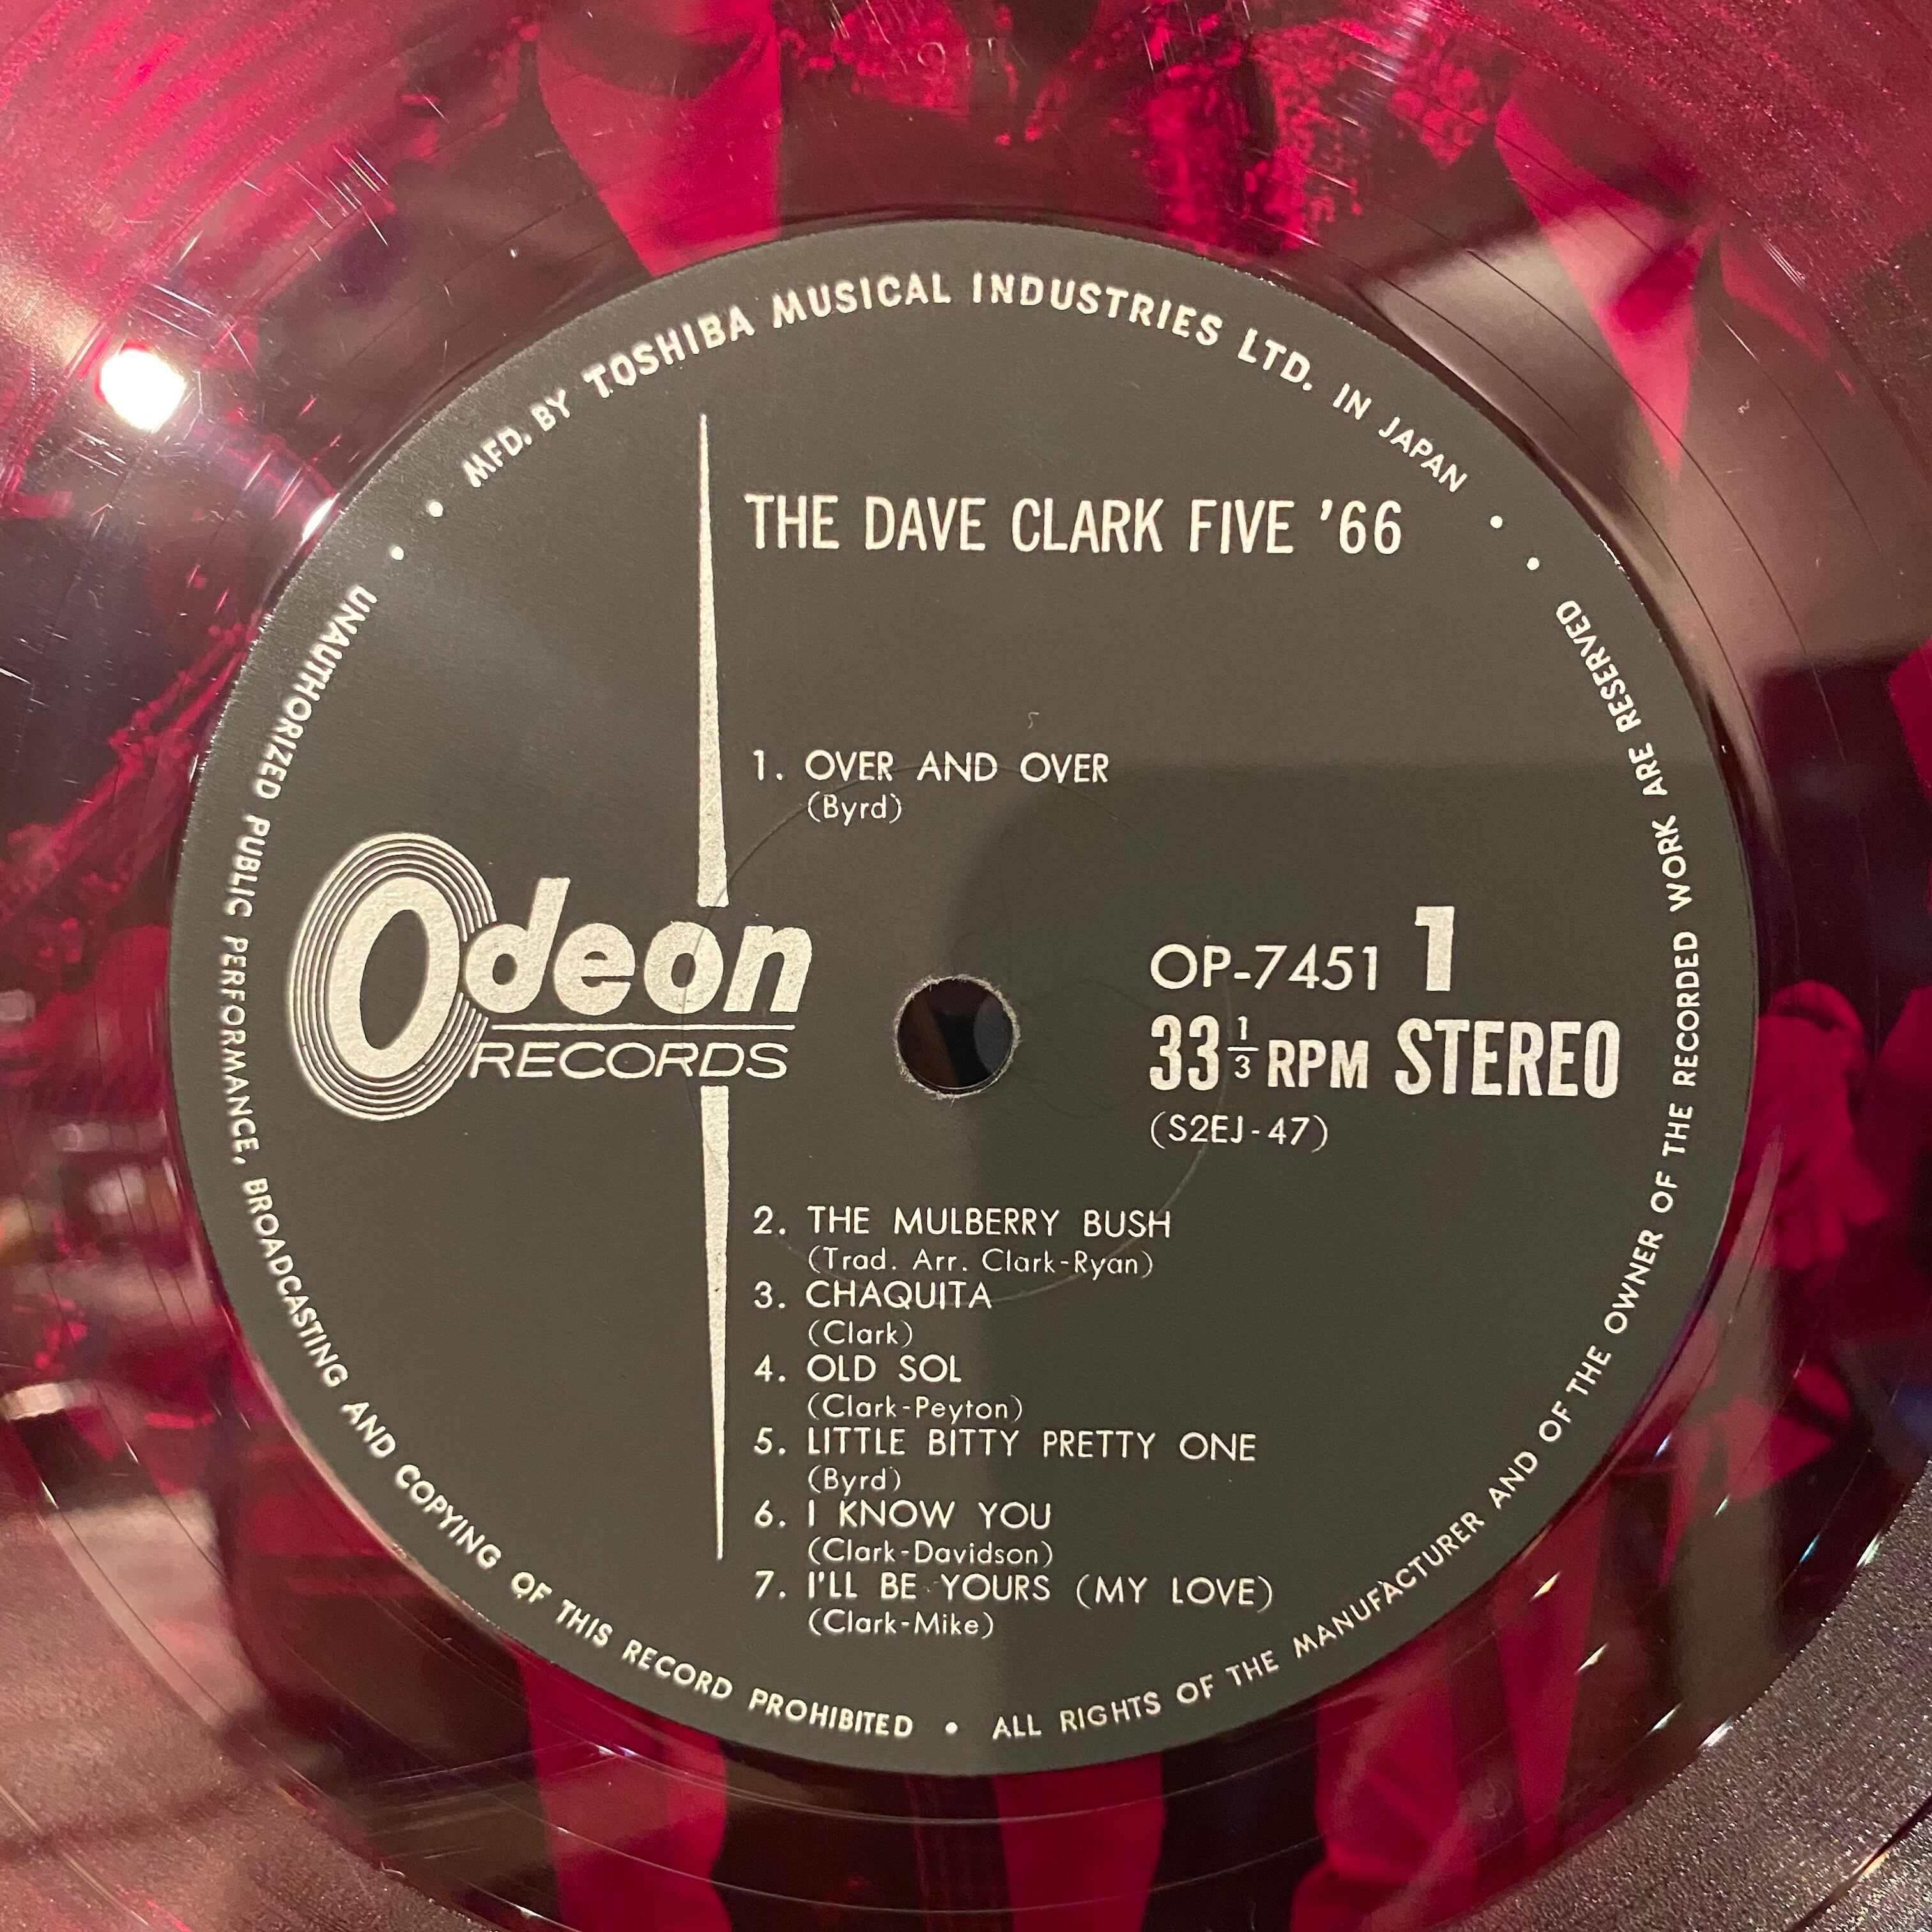 MFD. BY TOSHIBA MUSICAL INDUSTRIES LTD. IN JAPAN
THE DAVE CLARK FIVE '66
1. OVER AND OVER
(Byrd)
Odeon
RECORDS
OP-7451 1
33 1/3 RPM STEREO
(S2EJ-47)
2. THE MULBERRY BUSH
(Trad. Arr. Clark-Ryan)
3. CHAQUITA
(Clark)
4. OLD SOL
(Clark-Peyton)
5. LITTLE BITTY PRETTY ONE
(Byrd)
6. I KNOW YOU
(Clark-Davidson)
7. I'LL BE YOURS (MY LOVE)
(Clark-Mike)
UNAUTHORIZED PUBLIC PERFORMANCE, BROADCASTING AND COPYING OF THIS RECORD PROHIBITED • ALL RIGHTS OF THE MANUFACTURER AND OF THE OWNER OF THE RECORDED WORK ARE RESERVED